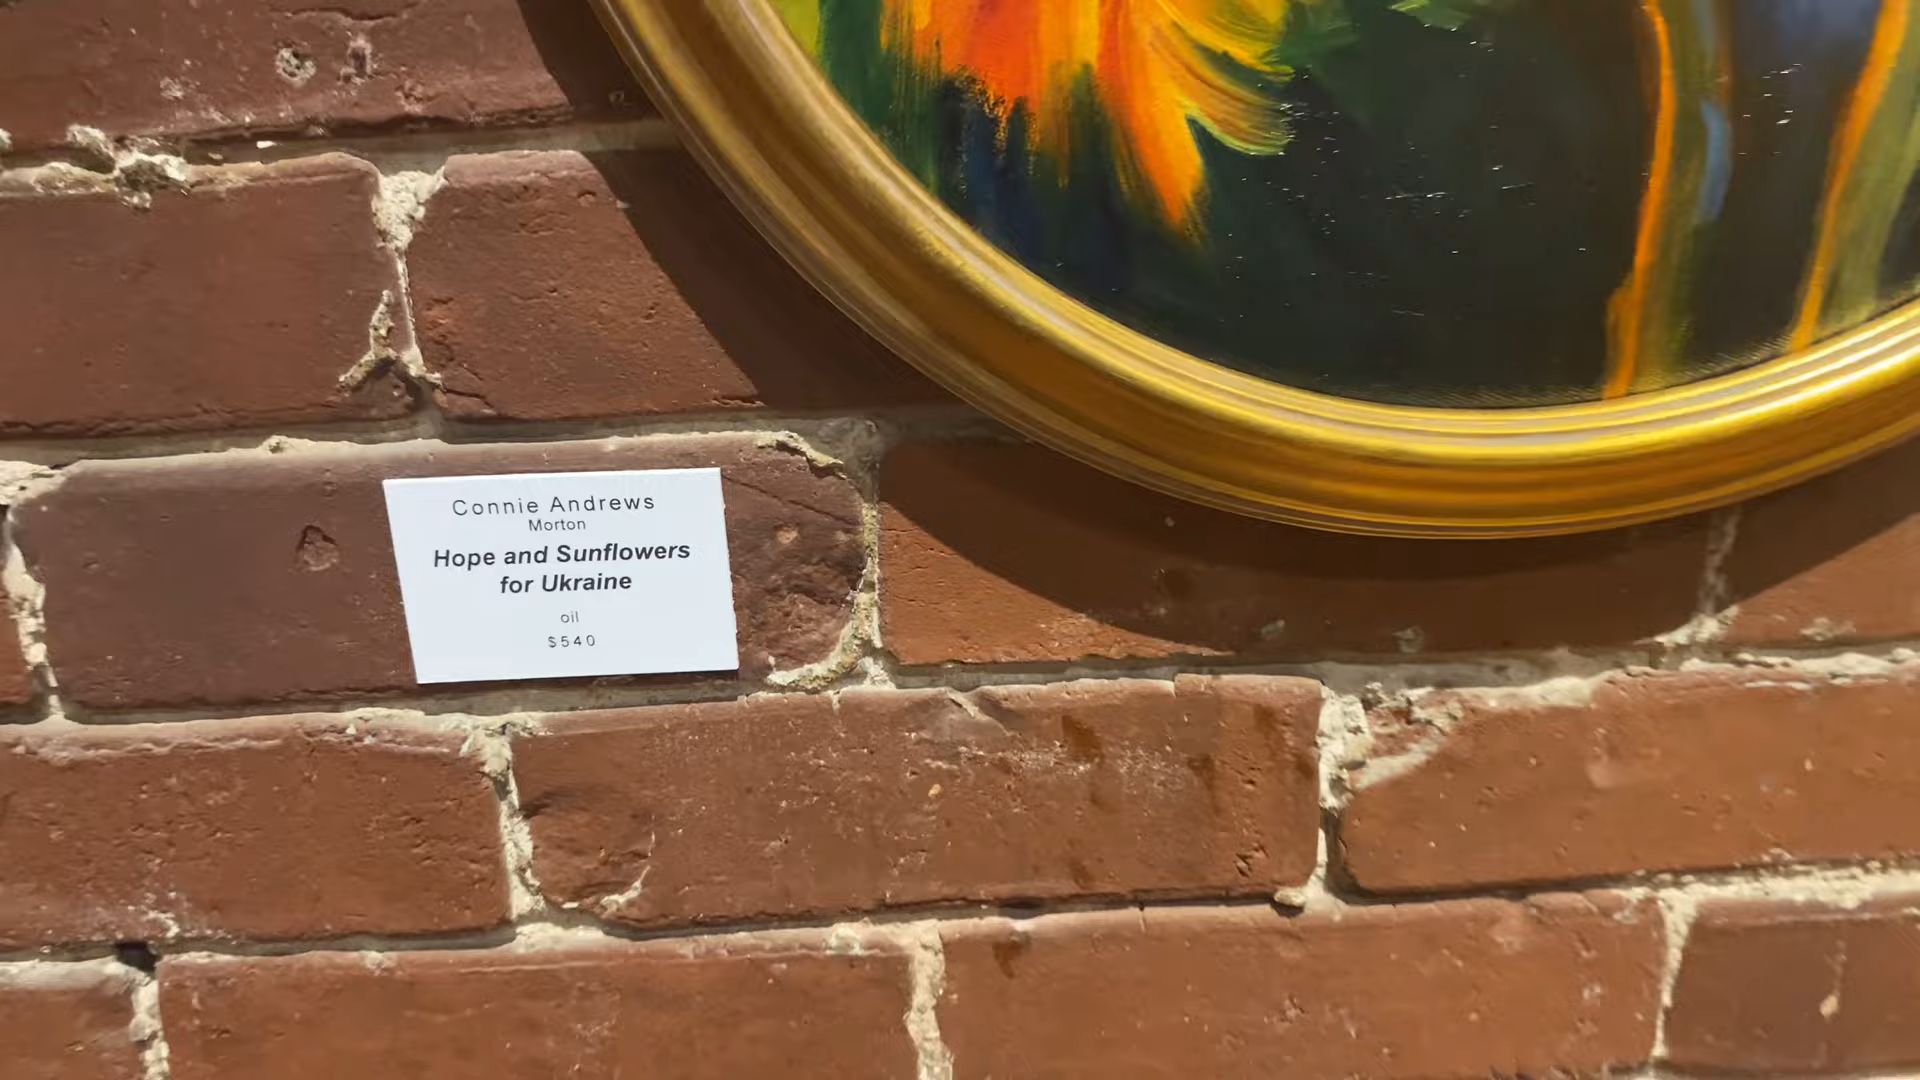 Connie Andrews
Morton
Hope and Sunflowers
for Ukraine
oil
$540